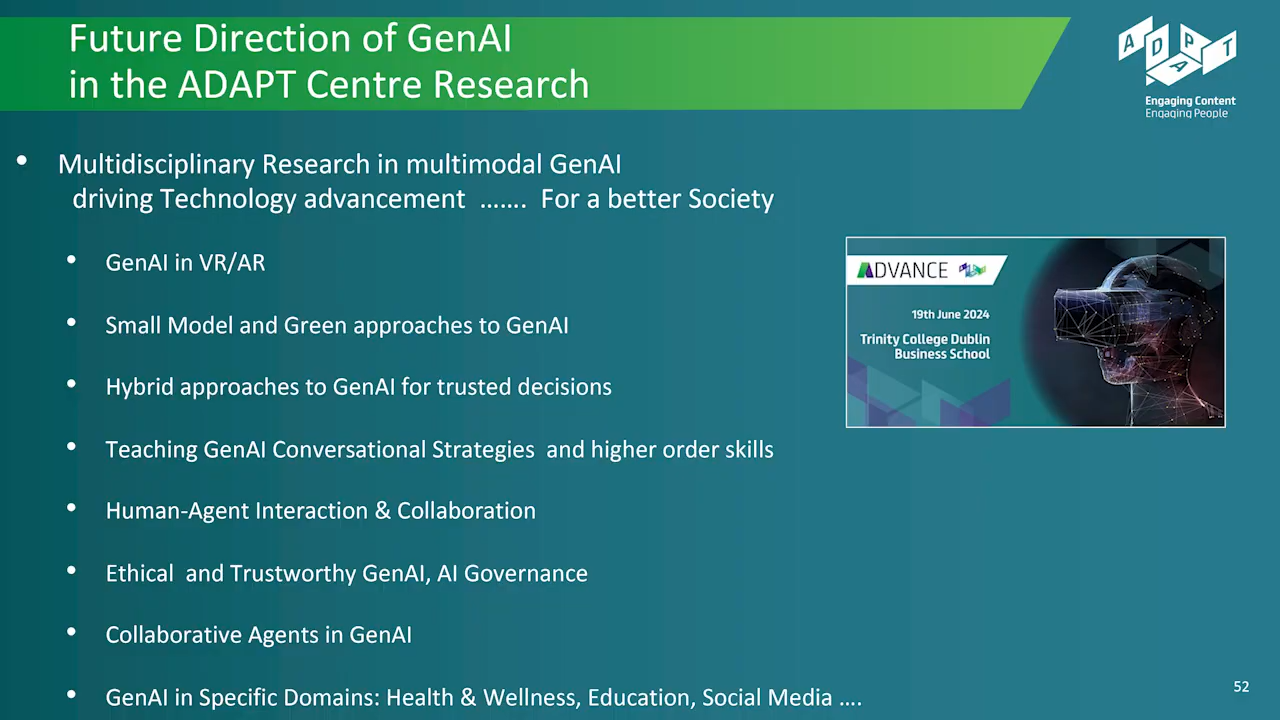 Future Direction of GenAI
in the ADAPT Centre Research
ADAPT
Engaging Content
Engaging People
• Multidisciplinary Research in multimodal GenAI
driving Technology advancement ……. For a better Society
• GenAI in VR/AR
• Small Model and Green approaches to GenAI
• Hybrid approaches to GenAI for trusted decisions
• Teaching GenAI Conversational Strategies and higher order skills
• Human-Agent Interaction & Collaboration
• Ethical and Trustworthy GenAI, AI Governance
• Collaborative Agents in GenAI
• GenAI in Specific Domains: Health & Wellness, Education, Social Media ….
ADVANCE
19th June 2024
Trinity College Dublin
Business School
52